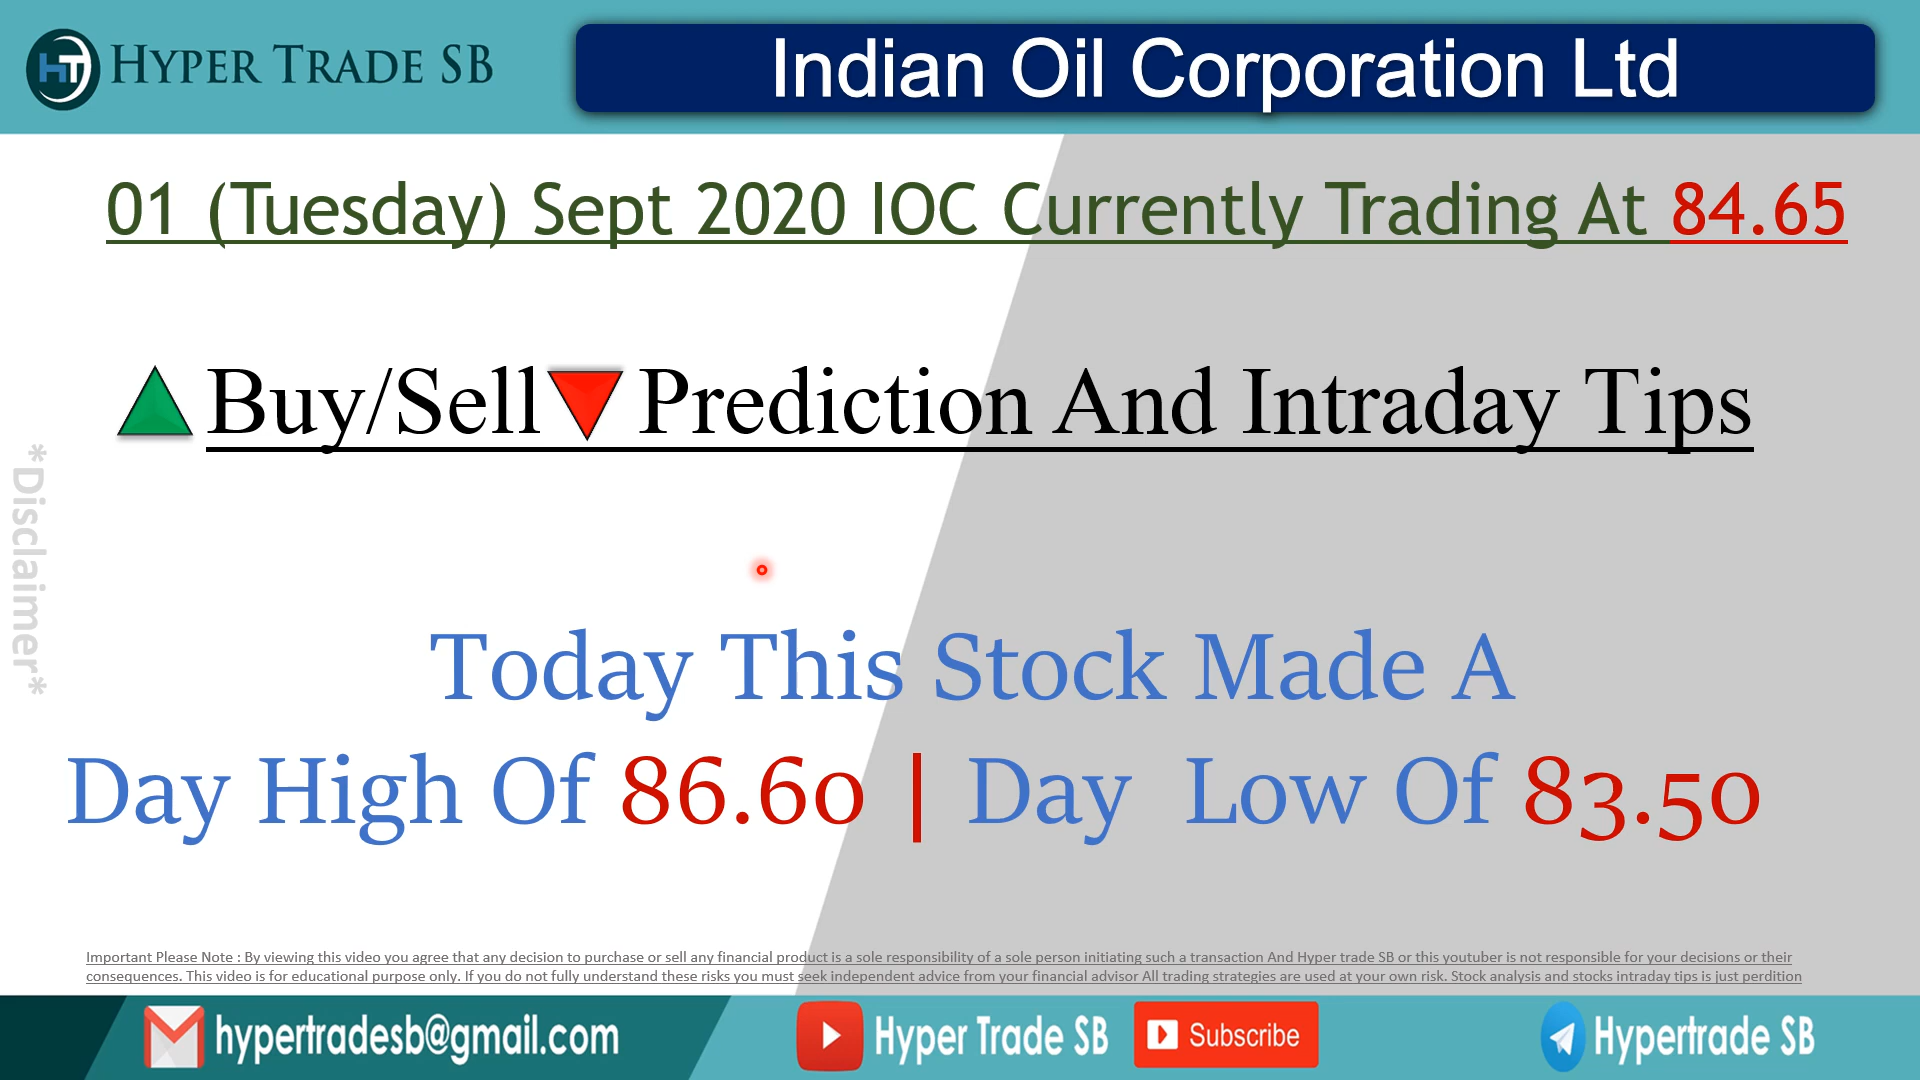 HT HYPER TRADE SB
Indian Oil Corporation Ltd
01 (Tuesday) Sept 2020 IOC Currently Trading At 84.65
Buy/Sell Prediction And Intraday Tips
*Disclaimer*
Today This Stock Made A
Day High Of 86.60 | Day Low Of 83.50
Important Please Note : By viewing this video you agree that any decision to purchase or sell any financial product is a sole responsibility of a sole person initiating such a transaction And Hyper trade SB or this youtuber is not responsible for your decisions or their
consequences. This video is for educational purpose only. If you do not fully understand these risks you must seek independent advice from your financial advisor All trading strategies are used at your own risk. Stock analysis and stocks intraday tips is just perdition
hypertradesb@gmail.com
Hyper Trade SB
Subscribe
Hypertrade SB